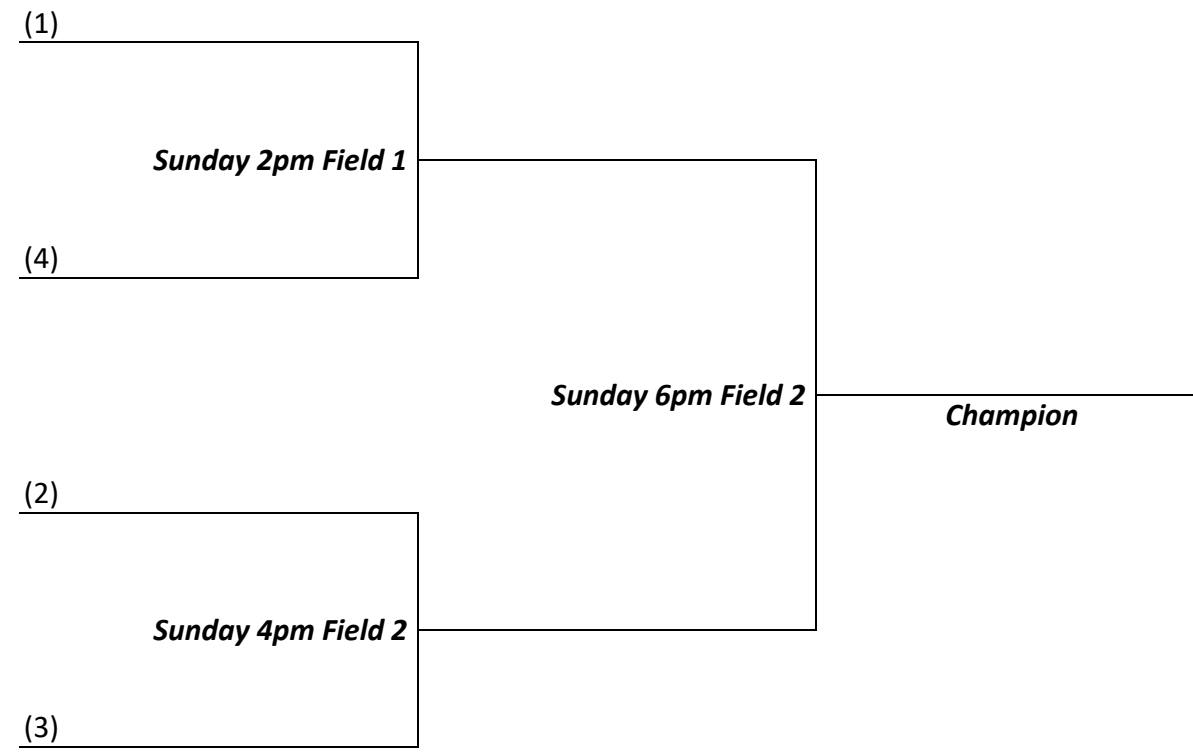 (1)
Sunday 2pm Field 1
(4)
Sunday 6pm Field 2
Champion
(2)
Sunday 4pm Field 2
(3)